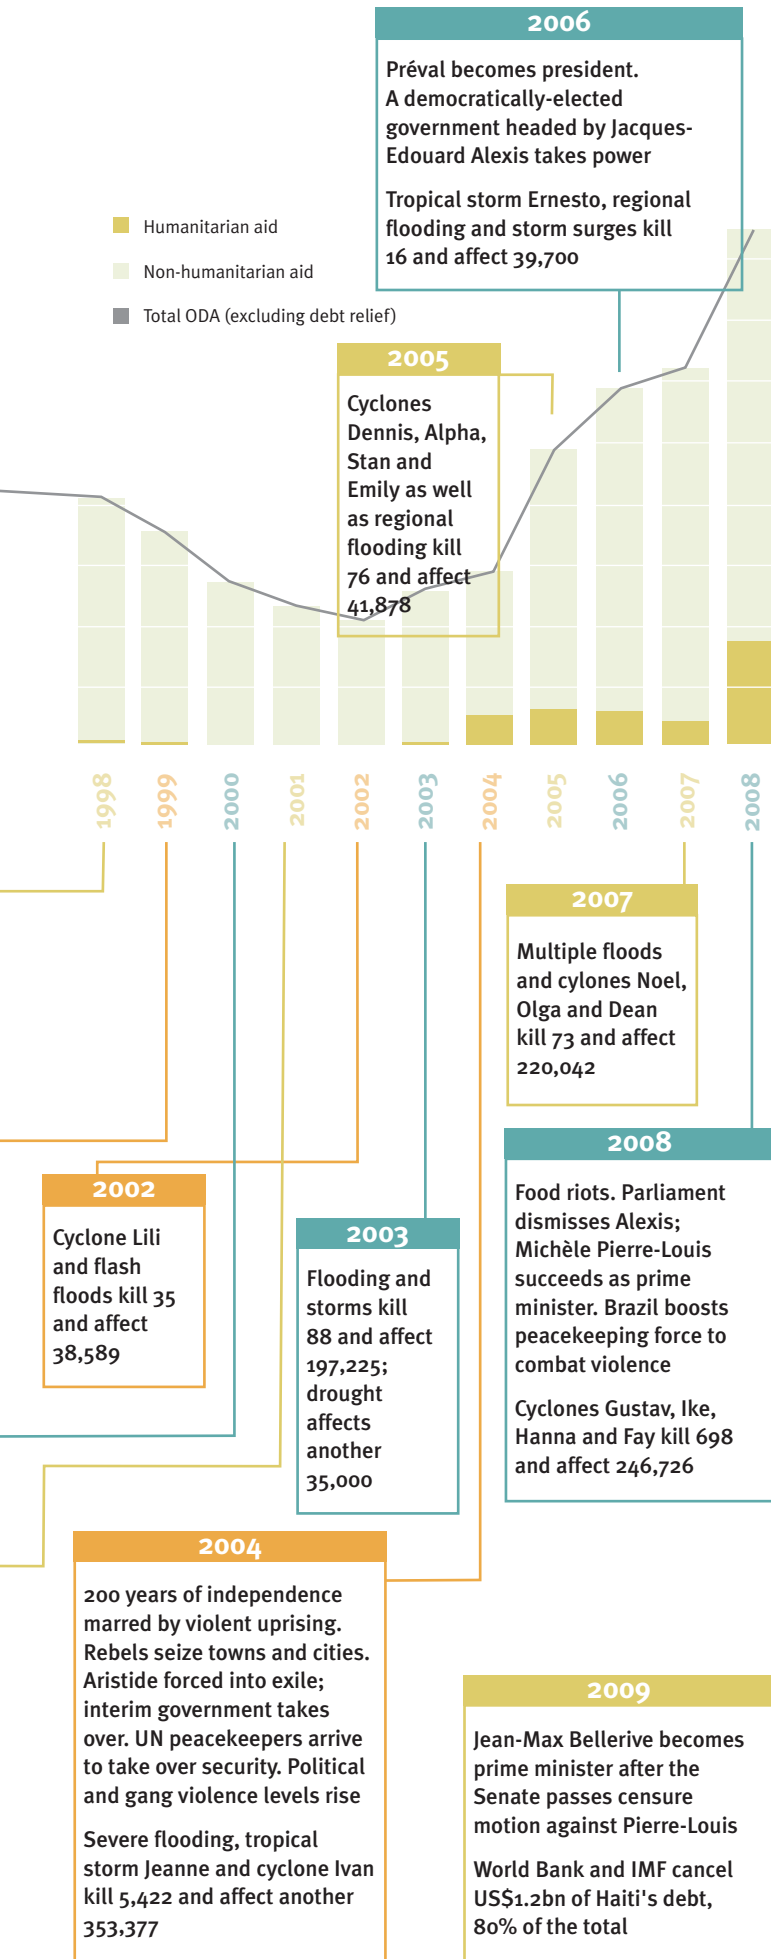 2006
Préval becomes president.
A democratically-elected
government headed by Jacques-
Edouard Alexis takes power
Tropical storm Ernesto, regional
flooding and storm surges kill
16 and affect 39,700
Humanitarian aid
Non-humanitarian aid
Total ODA (excluding debt relief)
2005
Cyclones
Dennis, Alpha,
Stan and
Emily as well
as regional
flooding kill
76 and affect
41,878
1998
1999
2000
2001
2002
2003
2004
2005
2006
2007
2008
2007
Multiple floods
and cylones Noel,
Olga and Dean
kill 73 and affect
220,042
2008
Food riots. Parliament
dismisses Alexis;
Michèle Pierre-Louis
succeeds as prime
minister. Brazil boosts
peacekeeping force to
combat violence
Cyclones Gustav, Ike,
Hanna and Fay kill 698
and affect 246,726
2002
Cyclone Lili
and flash
floods kill 35
and affect
38,589
2003
Flooding and
storms kill
88 and affect
197,225;
drought
affects
another
35,000
2004
200 years of independence
marred by violent uprising.
Rebels seize towns and cities.
Aristide forced into exile;
interim government takes
over. UN peacekeepers arrive
to take over security. Political
and gang violence levels rise
Severe flooding, tropical
storm Jeanne and cyclone Ivan
kill 5,422 and affect another
353,377
2009
Jean-Max Bellerive becomes
prime minister after the
Senate passes censure
motion against Pierre-Louis
World Bank and IMF cancel
US$1.2bn of Haiti's debt,
80% of the total